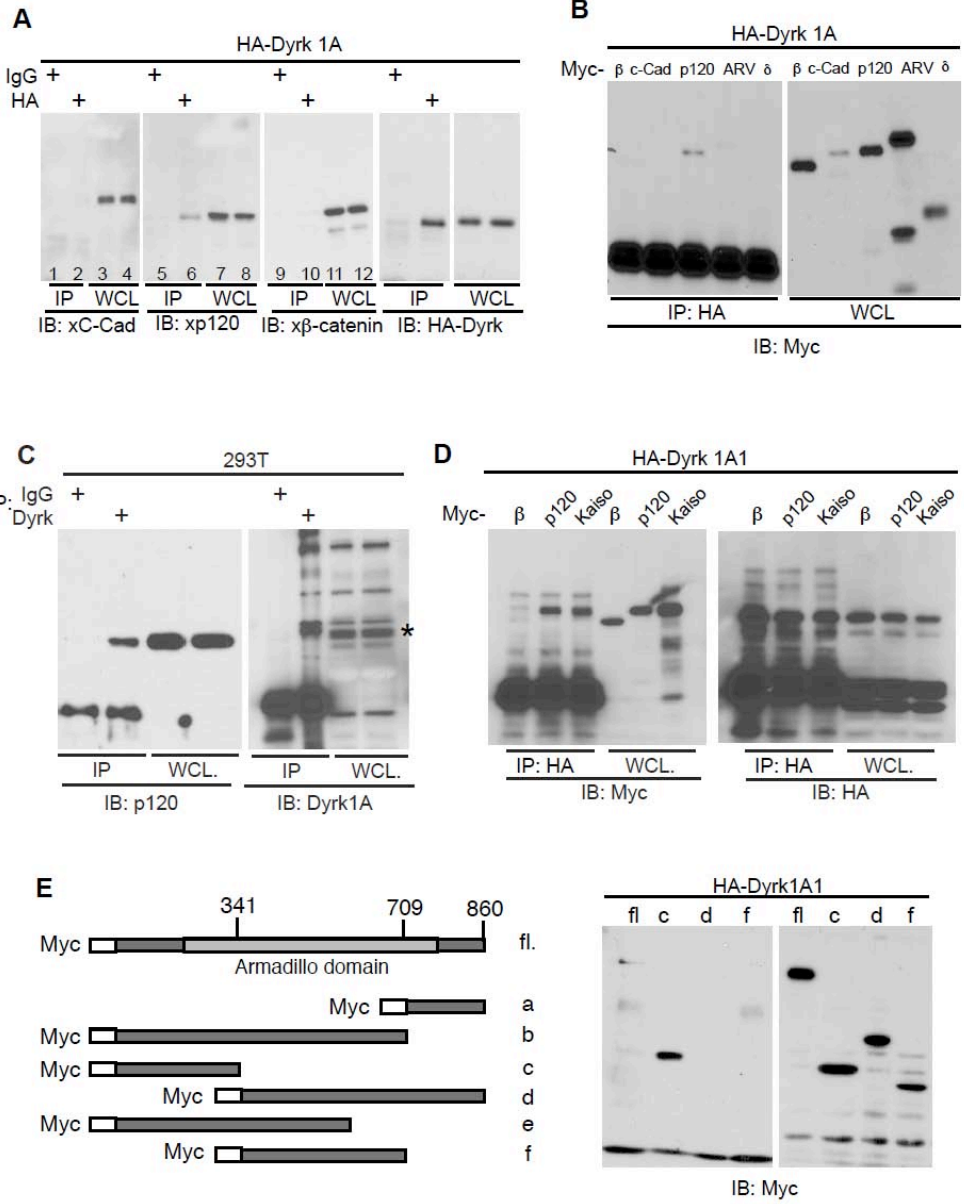 A
HA-Dyrk 1A
IgG + + + +
HA + + + +
1 2 3 4 5 6 7 8 9 10 11 12
IP WCL IP WCL IP WCL IP WCL
IB: xC-Cad IB: xp120 IB: xβ-catenin IB: HA-Dyrk
B
HA-Dyrk 1A
Myc- β c-Cad p120 ARV δ β c-Cad p120 ARV δ
IP: HA WCL
IB: Myc
C
293T
IgG + +
Dyrk + +
*
IP WCL. IP WCL.
IB: p120 IB: Dyrk1A
D
HA-Dyrk 1A1
Myc- β p120 Kaiso β p120 Kaiso β p120 Kaiso β p120 Kaiso
IP: HA WCL. IP: HA WCL.
IB: Myc IB: HA
E
341 709 860
Myc fl.
Armadillo domain
Myc a
Myc b
Myc c
Myc d
Myc e
Myc f
HA-Dyrk1A1
fl c d f fl c d f
IB: Myc